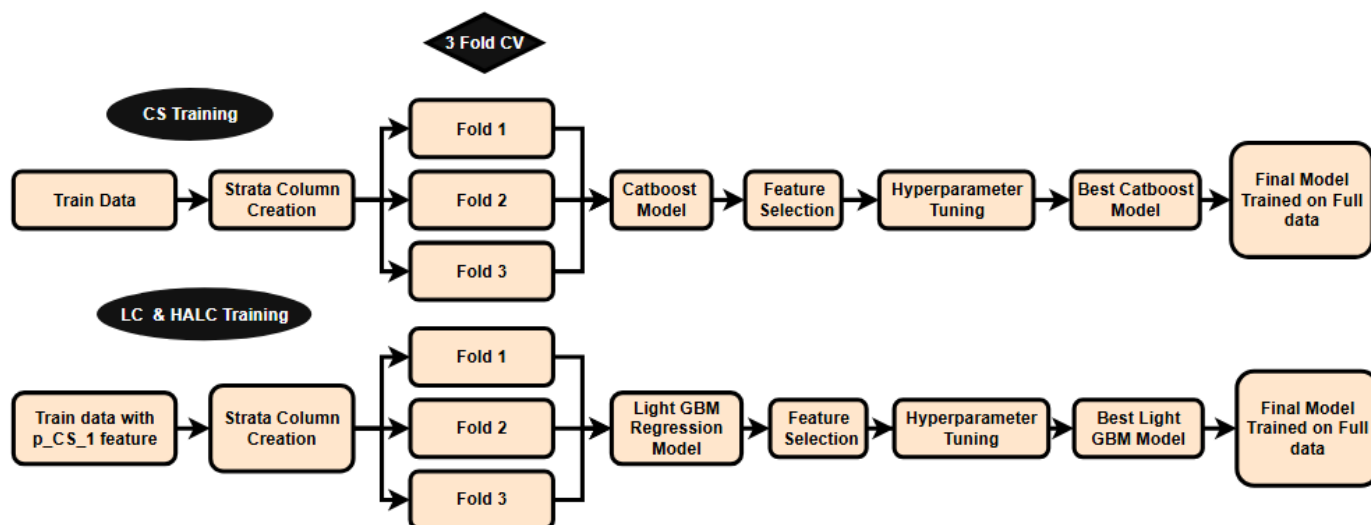 3 Fold CV
CS Training
Train Data
Strata Column
Creation
Fold 1
Fold 2
Fold 3
Catboost
Model
Feature
Selection
Hyperparameter
Tuning
Best Catboost
Model
Final Model
Trained on Full
data
LC & HALC Training
Train data with
p_CS_1 feature
Strata Column
Creation
Fold 1
Fold 2
Fold 3
Light GBM
Regression
Model
Feature
Selection
Hyperparameter
Tuning
Best Light
GBM Model
Final Model
Trained on Full
data